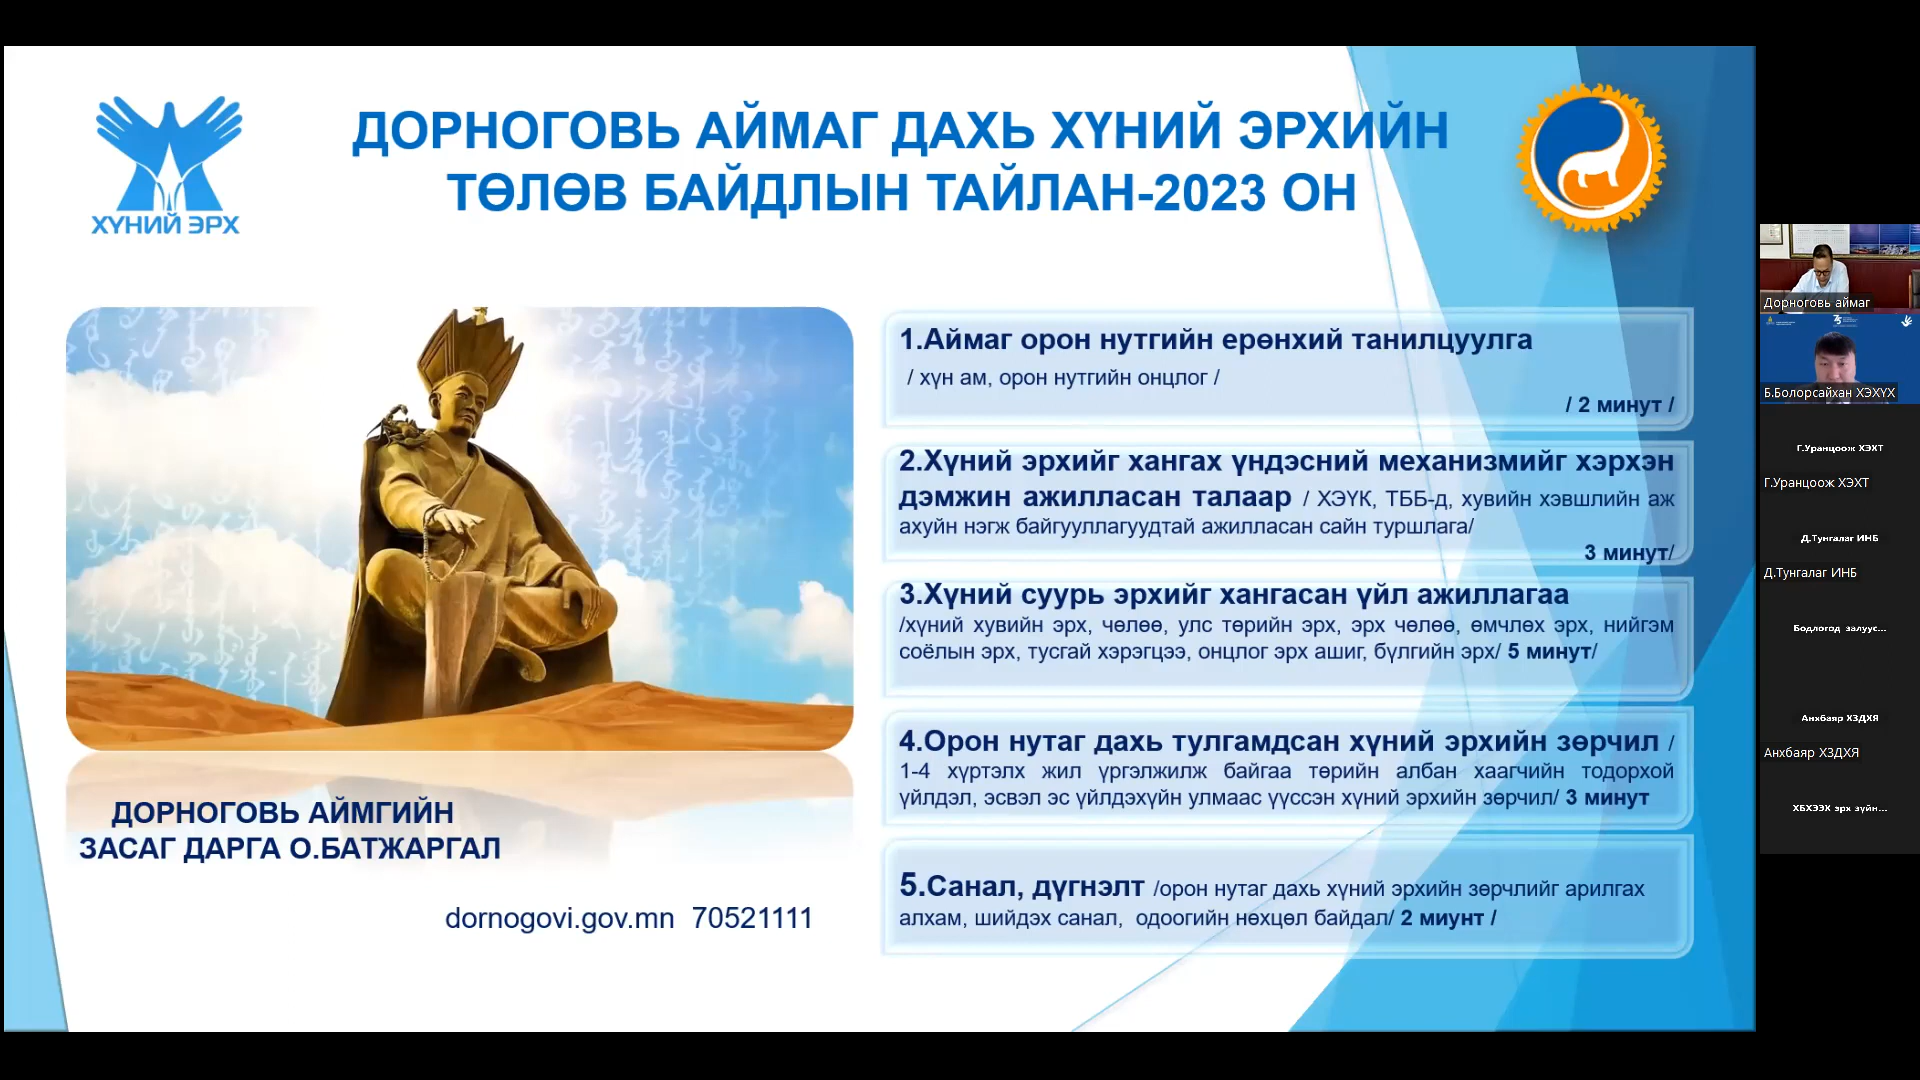 ХҮНИЙ ЭРХ
ДОРНОГОВЬ АЙМАГ ДАХЬ ХҮНИЙ ЭРХИЙН
ТӨЛӨВ БАЙДЛЫН ТАЙЛАН-2023 ОН
ДОРНОГОВЬ АЙМГИЙН
ЗАСАГ ДАРГА О.БАТЖАРГАЛ
dornogovi.gov.mn 70521111
1.Аймаг орон нутгийн ерөнхий танилцуулга
/ хүн ам, орон нутгийн онцлог /
/ 2 минут /
2.Хүний эрхийг хангах үндэсний механизмийг хэрхэн
дэмжин ажилласан талаар / ХЭҮК, ТББ-д, хувийн хэвшлийн аж
ахуйн нэгж байгууллагуудтай ажилласан сайн туршлага/
3 минут/
3.Хүний суурь эрхийг хангасан үйл ажиллагаа
/хүний хувийн эрх, чөлөө, улс төрийн эрх, эрх чөлөө, өмчлөх эрх, нийгэм
соёлын эрх, тусгай хэрэгцээ, онцлог эрх ашиг, бүлгийн эрх/ 5 минут/
4.Орон нутаг дахь тулгамдсан хүний эрхийн зөрчил /
1-4 хүртэлх жил үргэлжилж байгаа төрийн албан хаагчийн тодорхой
үйлдэл, эсвэл эс үйлдэхүйн улмаас үүссэн хүний эрхийн зөрчил/ 3 минут
5.Санал, дүгнэлт /орон нутаг дахь хүний эрхийн зөрчлийг арилгах
алхам, шийдэх санал, одоогийн нөхцөл байдал/ 2 миунт /
Дорноговь аймаг
Б.Болорсайхан ХЭХҮХ
Г.Уранцоож ХЭХТ
Г.Уранцоож ХЭХТ
Д.Тунгалаг ИНБ
Д.Тунгалаг ИНБ
Бодлогод залуус...
Анхбаяр ХЗДХЯ
Анхбаяр ХЗДХЯ
ХБХЭЭХ эрх зүйн...